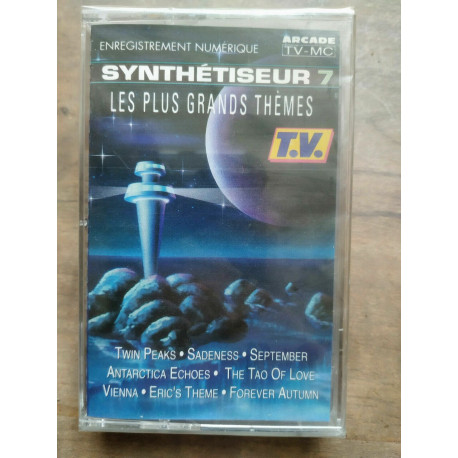 ENREGISTREMENT NUMÉRIQUE
ARCADE
TV-MC
SYNTHÉTISEUR 7
LES PLUS GRANDS THÈMES
T.V.
TWIN PEAKS • SADENESS • SEPTEMBER
ANTARCTICA ECHOES • THE TAO OF LOVE
VIENNA • ERIC'S THEME • FOREVER AUTUMN